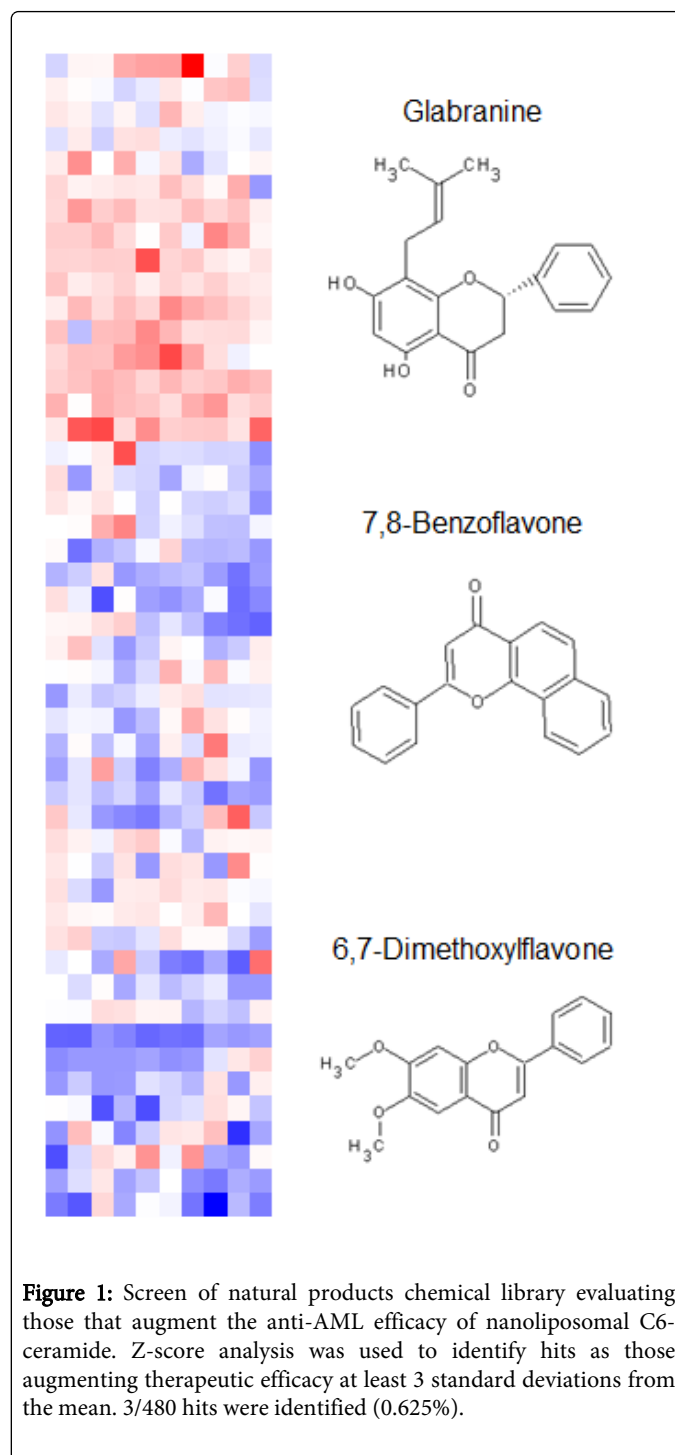 Glabranine
H₃C CH₃
HO O
OH O
7,8-Benzoflavone
O
O
6,7-Dimethoxylflavone
O O
H₃C
O
H₃C O
Figure 1: Screen of natural products chemical library evaluating
those that augment the anti-AML efficacy of nanoliposomal C6-
ceramide. Z-score analysis was used to identify hits as those
augmenting therapeutic efficacy at least 3 standard deviations from
the mean. 3/480 hits were identified (0.625%).